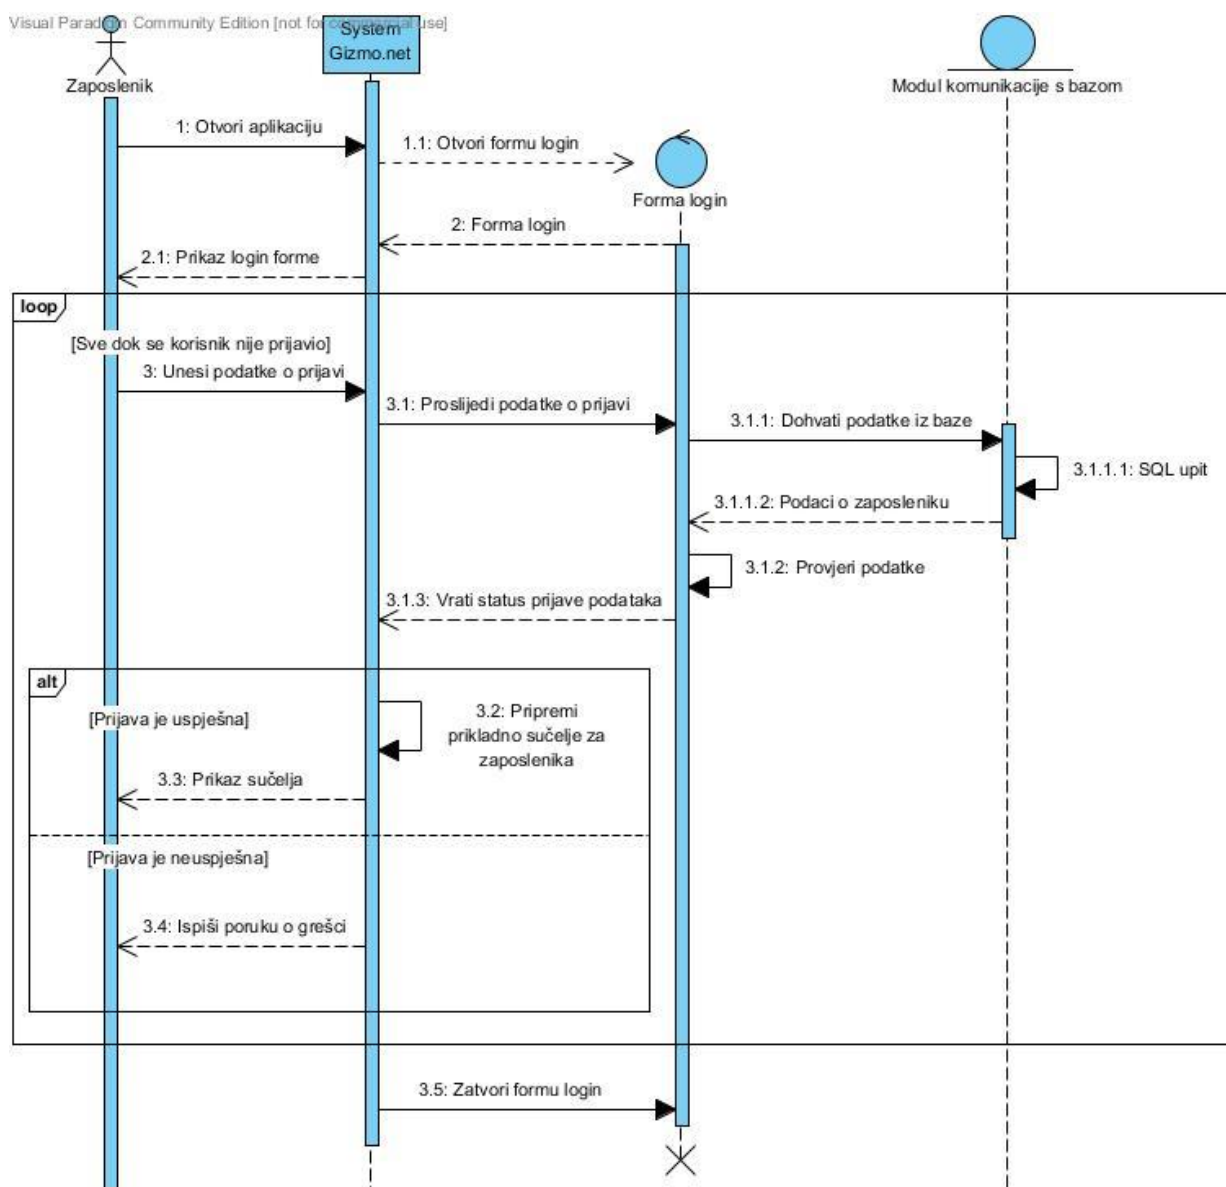 Visual Paradigm Community Edition [not for commercial use]
System
Gizmo.net
Zaposlenik
Modul komunikacije s bazom
1: Otvori aplikaciju
1.1: Otvori formu login
Forma login
2: Forma login
2.1: Prikaz login forme
loop
[Sve dok se korisnik nije prijavio]
3: Unesi podatke o prijavi
3.1: Proslijedi podatke o prijavi
3.1.1: Dohvati podatke iz baze
3.1.1.1: SQL upit
3.1.1.2: Podaci o zaposleniku
3.1.2: Provjeri podatke
3.1.3: Vrati status prijave podataka
alt
[Prijava je uspješna]
3.2: Pripremi
prikladno sučelje za
zaposlenika
3.3: Prikaz sučelja
[Prijava je neuspješna]
3.4: Ispiši poruku o grešci
3.5: Zatvori formu login